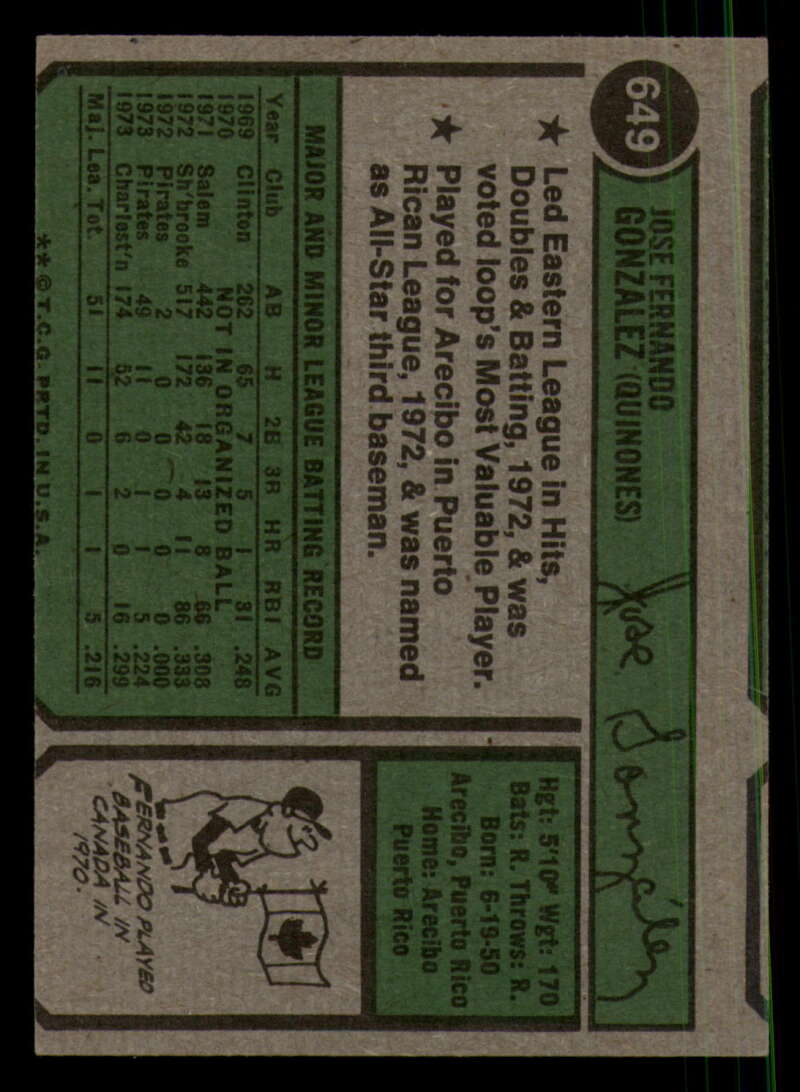 649
JOSE FERNANDO
GONZALEZ (QUINONES)
Jose Gonzalez
★ Led Eastern League in Hits,
Doubles & Batting, 1972, & was
voted loop's Most Valuable Player.
★ Played for Arecibo in Puerto
Rican League, 1972, & was named
as All-Star third baseman.
MAJOR AND MINOR LEAGUE BATTING RECORD
Year Club AB H 2B 3B HR RBI AVG
1969 Clinton 262 65 7 5 1 31 .248
1970 NOT IN ORGANIZED BALL
1971 Salem 442 136 18 13 8 66 .308
1972 Sh'brooke 517 172 42 4 11 86 .333
1972 Pirates 2 0 0 0 0 0 .000
1973 Pirates 49 11 0 1 1 5 .224
1973 Charlest'n 174 52 6 2 0 16 .299
Maj. Lea. Tot. 51 11 0 1 1 5 .216
**©T.C.G. PRTD. IN U.S.A.
Hgt: 5'10" Wgt: 170
Bats: R. Throws: R.
Born: 6-19-50
Arecibo, Puerto Rico
Home: Arecibo
Puerto Rico
FERNANDO PLAYED
BASEBALL IN
CANADA IN
1970.